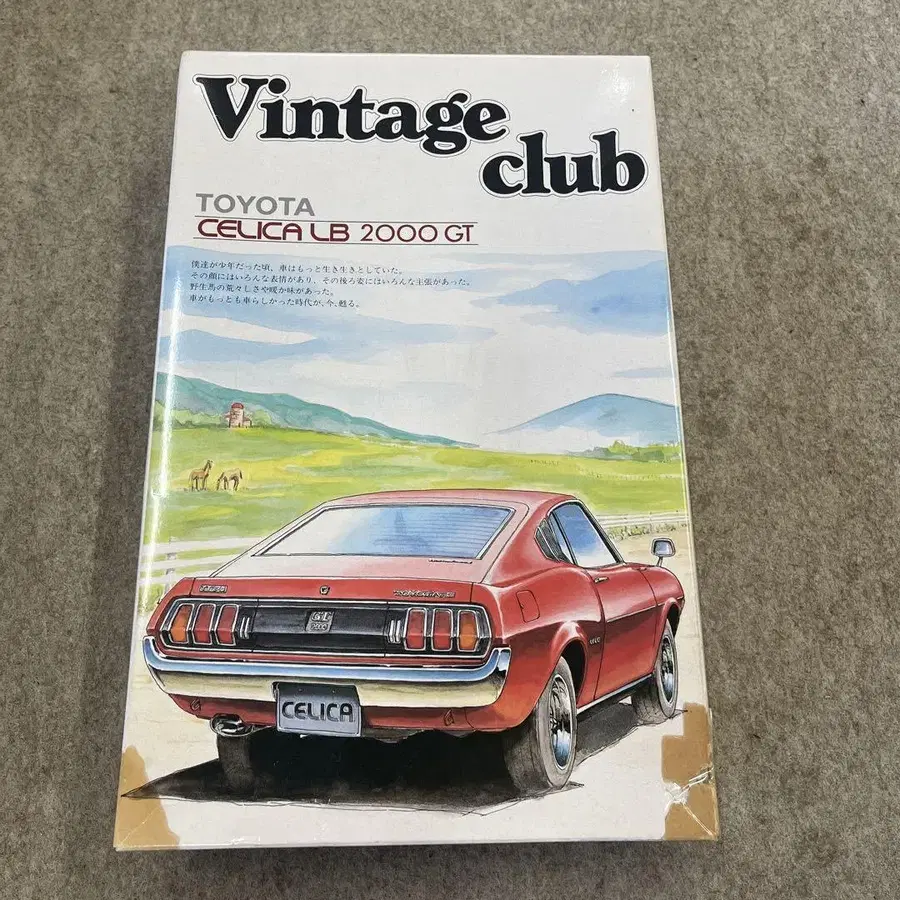 Vintage
club
TOYOTA
CELICA LB 2000 GT
僕達が少年だった頃、車はもっと生き生きとしていた。
その顔にはいろんな表情があり、その後ろ姿にはいろんな主張があった。
野生馬の荒々しさや暖か味があった。
車がもっとも車らしかった時代が、今、甦る。
CELICA